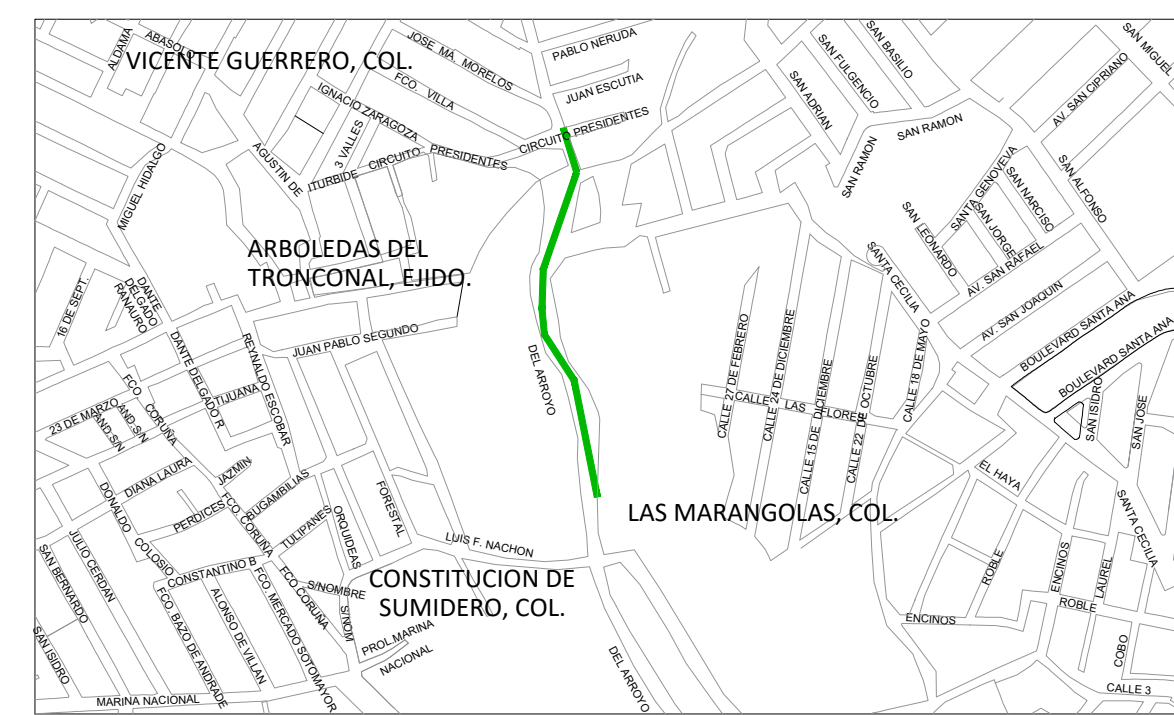 ALDAMA
ABASOLO
VICENTE GUERRERO, COL.
JOSE MA. MORELOS
FCO. VILLA
PABLO NERUDA
JUAN ESCUTIA
IGNACIO ZARAGOZA
CIRCUITO PRESIDENTES
3 VALLES
CIRCUITO PRESIDENTES
AGUSTIN DE
ITURBIDE
MIGUEL HIDALGO
SAN BASILIO
SAN FULGENCIO
SAN ADRIAN
SAN MIGUEL
AV. SAN CIPRIANO
SAN RAMON
SAN RAMON
SAN ALFONSO
SANTA GENOVEVA
SAN NARCISO
SAN JORGE
SAN LEONARDO
AV. SAN RAFAEL
SANTA CECILIA
AV. SAN JOAQUIN
BOULEVARD SANTA ANA
BOULEVARD SANTA ANA
SAN ISIDRO
SAN JOSE
ARBOLEDAS DEL
TRONCONAL, EJIDO.
16 DE SEPT.
DANTE
DELGADO
RANAURO
DANTE DELGADO R
REYNALDO ESCOBAR
JUAN PABLO SEGUNDO
TIJUANA
FCO. CORUÑA
23 DE MARZO
AND.S/N
AND.S/N
DEL ARROYO
CALLE 27 DE FEBRERO
CALLE 24 DE DICIEMBRE
CALLE 15 DE DICIEMBRE
CALLE 22 DE OCTUBRE
CALLE 18 DE MAYO
CALLE LAS FLORES
DIANA LAURA
JAZMIN
PERDICES
BUGAMBILIAS
TULIPANES
ORQUIDEAS
FORESTAL
DONALDO COLOSIO
FCO. CORUÑA
JULIO CERDAN
SAN BERNARDO
SAN ISIDRO
CONSTANTINO B
FCO. BAZO DE ANDRADE
ALONSO DE VILLAN
FCO. MERCADO SOTOMAYOR
FCO.CORUÑA
S/NOMBRE
S/NOM
LUIS F. NACHON
LAS MARANGOLAS, COL.
CONSTITUCION DE
SUMIDERO, COL.
PROL.MARINA
NACIONAL
MARINA NACIONAL
DEL ARROYO
EL HAYA
SANTA CECILIA
ROBLE
ENCINOS
LAUREL
ROBLE
ENCINOS
COBO
CALLE 3